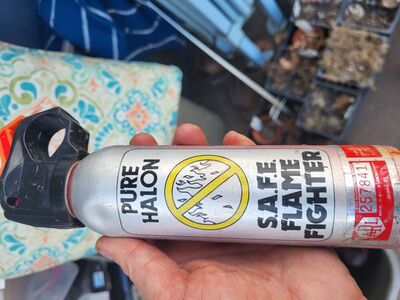 PURE
HALON
S.A.F.E.
FLAME
FIGHTER
257841